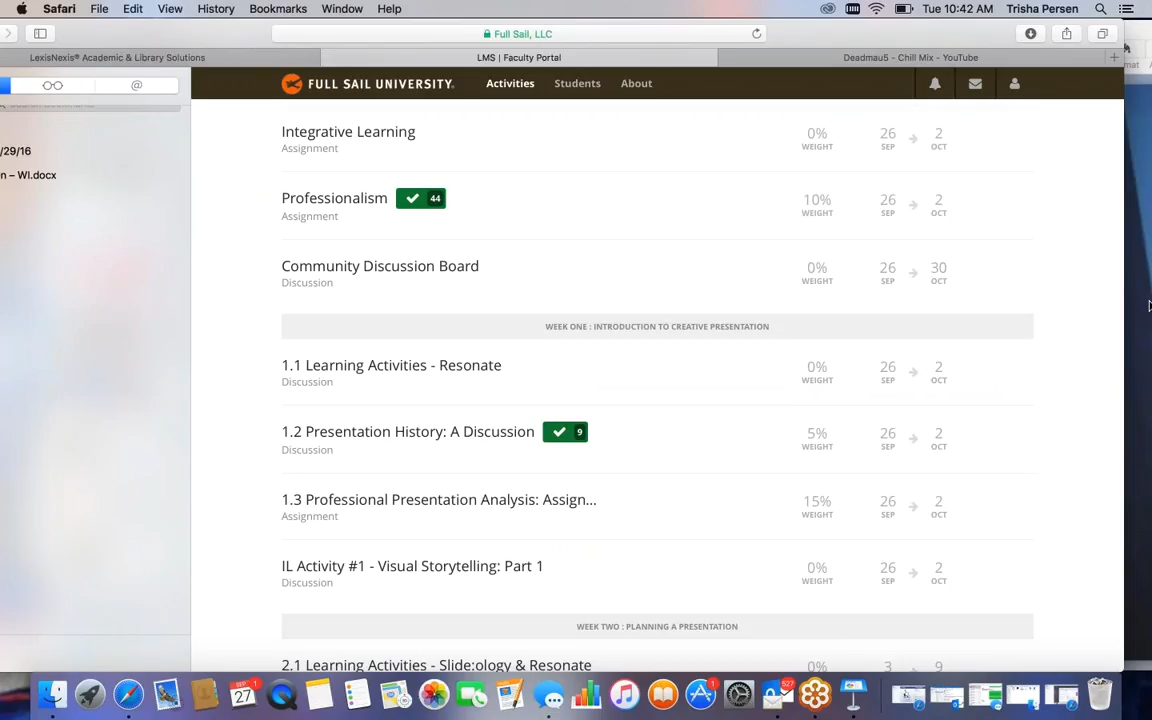 Safari File Edit View History Bookmarks Window Help Tue 10:42 AM Trisha Persen
Full Sail, LLC
LexisNexis® Academic & Library Solutions LMS | Faculty Portal Deadmau5 - Chill Mix - YouTube
@
FULL SAIL UNIVERSITY. Activities Students About
/29/16
n – WI.docx
Integrative Learning
Assignment
0% 26 2
WEIGHT SEP OCT
Professionalism 44
Assignment
10% 26 2
WEIGHT SEP OCT
Community Discussion Board
Discussion
0% 26 30
WEIGHT SEP OCT
WEEK ONE : INTRODUCTION TO CREATIVE PRESENTATION
1.1 Learning Activities - Resonate
Discussion
0% 26 2
WEIGHT SEP OCT
1.2 Presentation History: A Discussion 9
Discussion
5% 26 2
WEIGHT SEP OCT
1.3 Professional Presentation Analysis: Assign...
Assignment
15% 26 2
WEIGHT SEP OCT
IL Activity #1 - Visual Storytelling: Part 1
Discussion
0% 26 2
WEIGHT SEP OCT
WEEK TWO : PLANNING A PRESENTATION
2.1 Learning Activities - Slide:ology & Resonate
0% 3 9
27 1 1 527